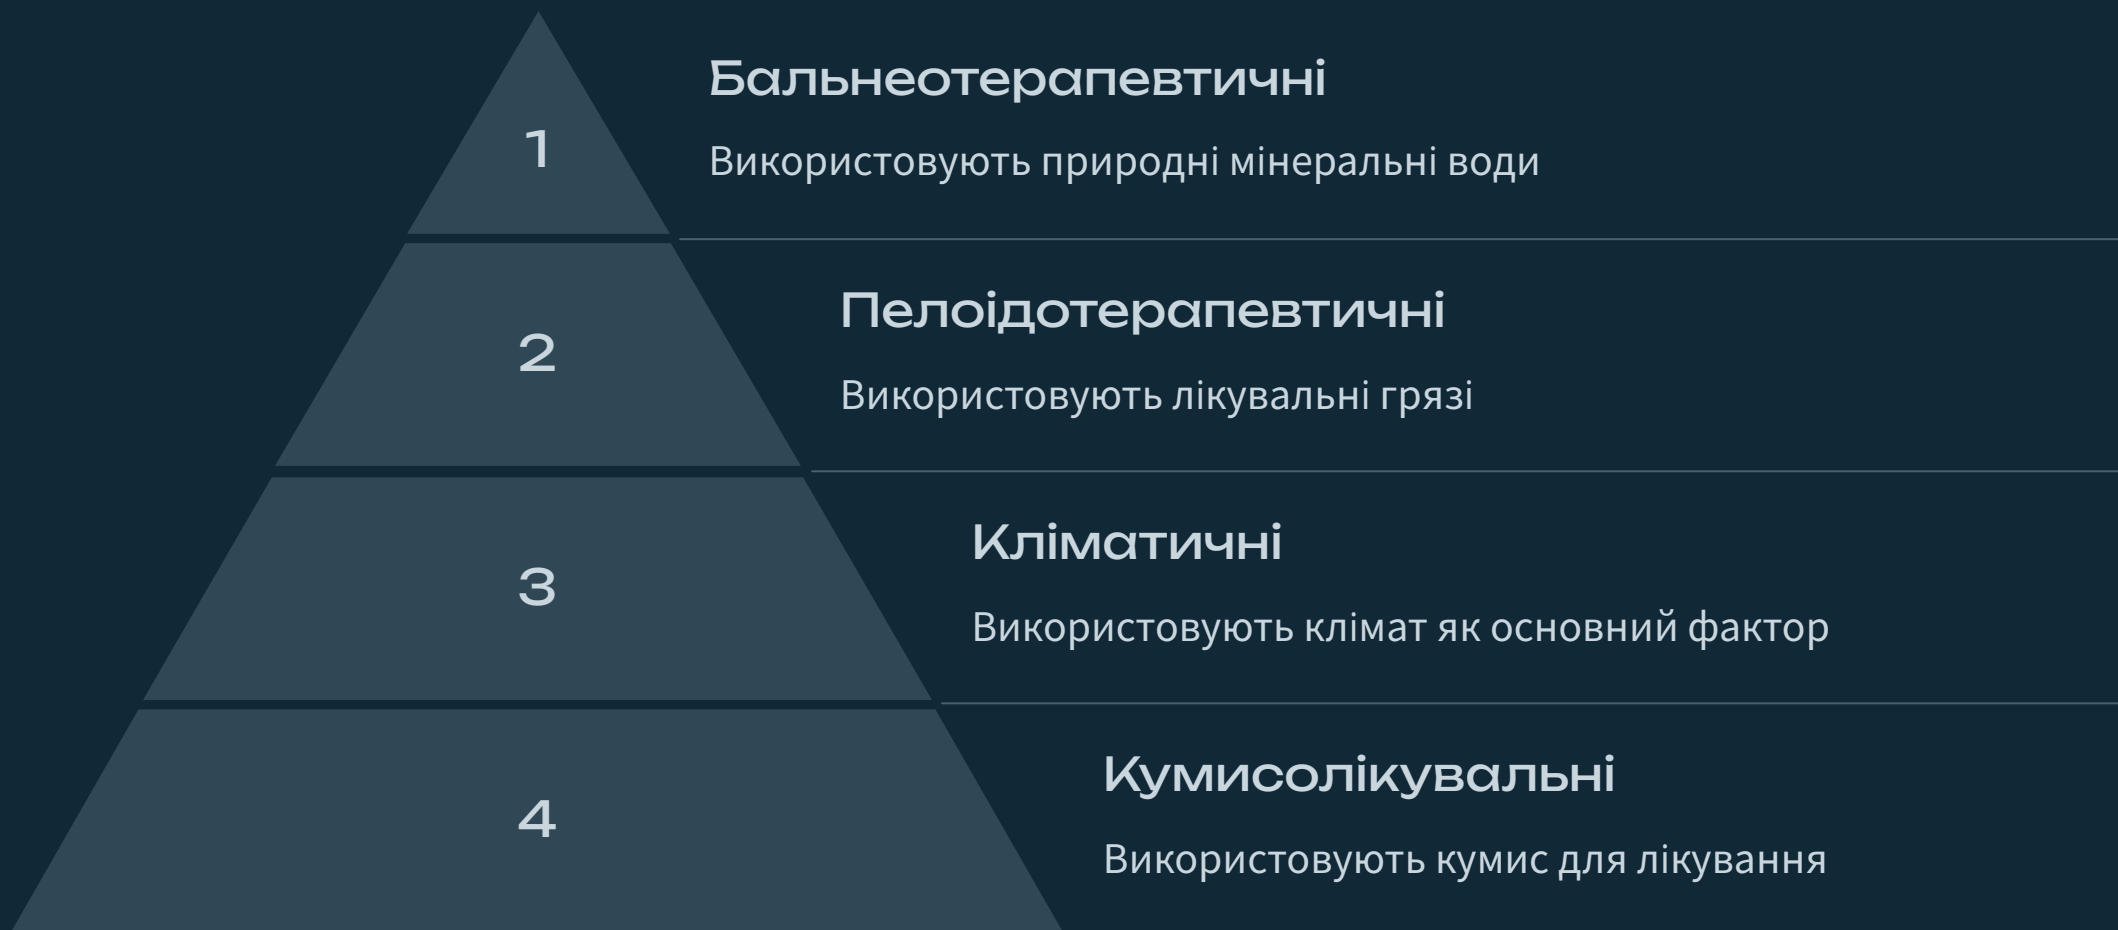 1
Бальнеотерапевтичні
Використовують природні мінеральні води
2
Пелоідотерапевтичні
Використовують лікувальні грязі
3
Кліматичні
Використовують клімат як основний фактор
4
Кумисолікувальні
Використовують кумис для лікування